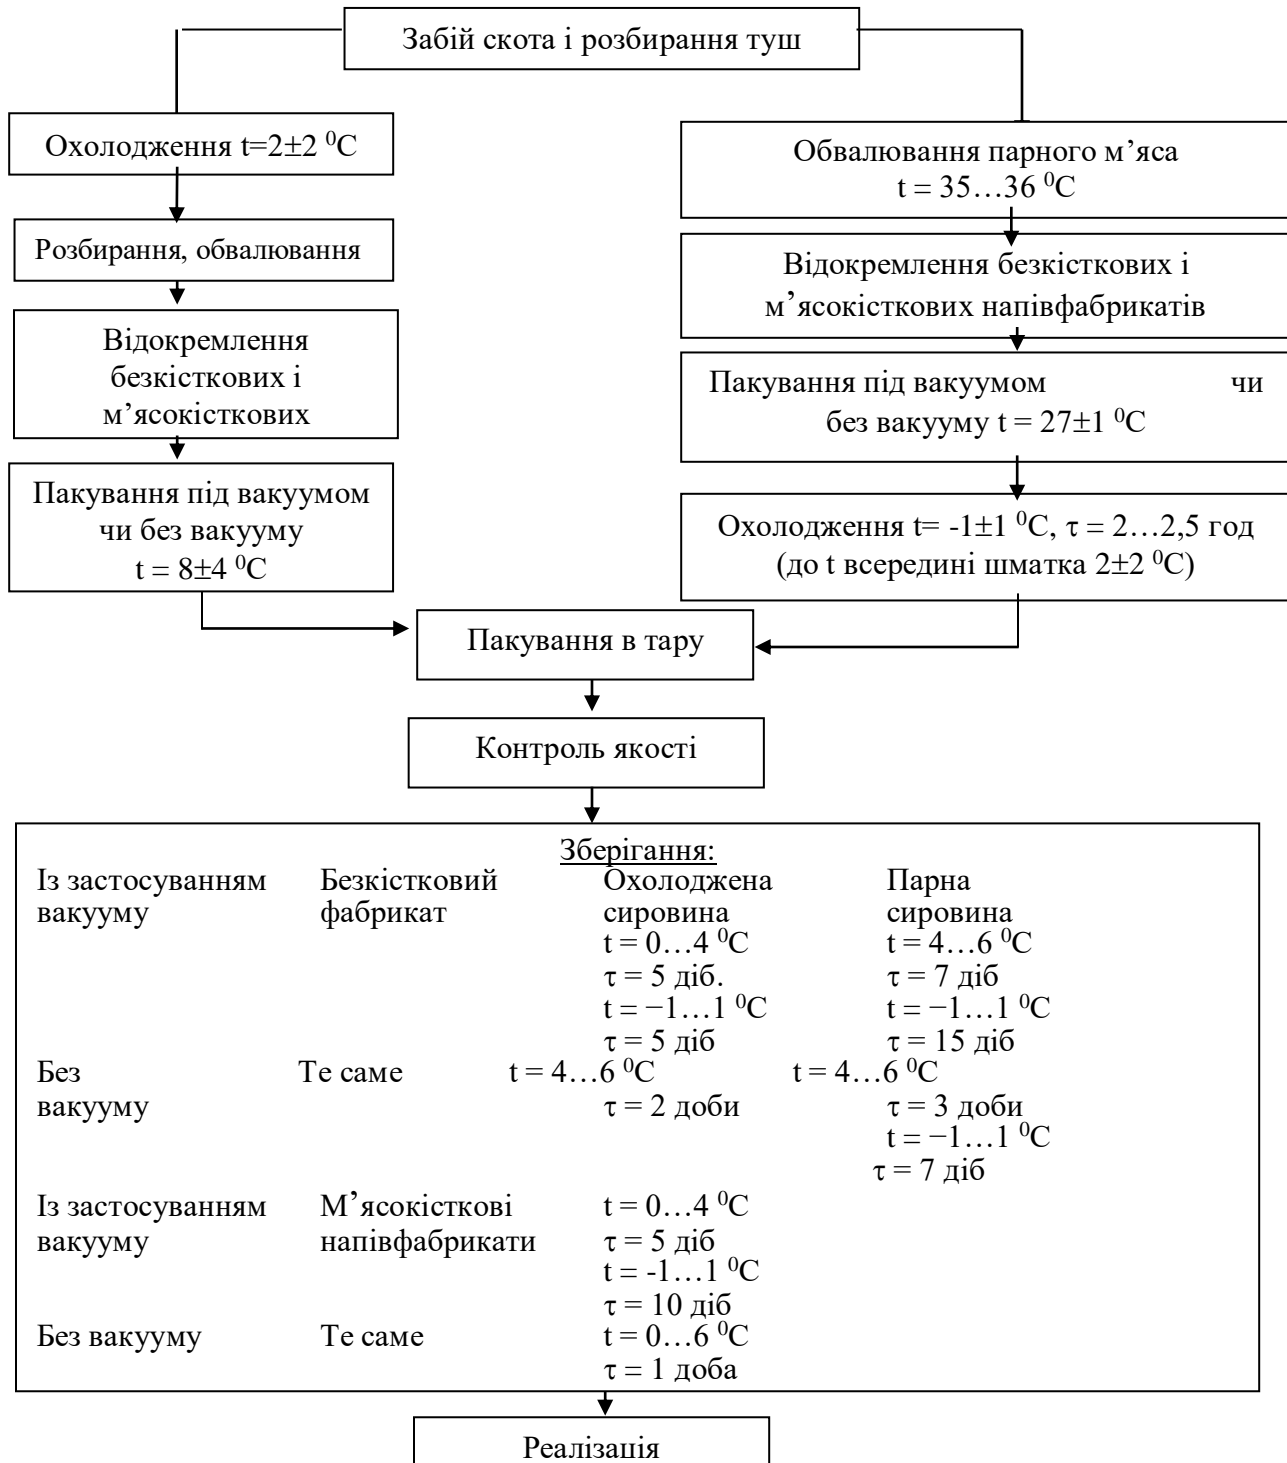 Забій скота і розбирання туш
Охолодження t=2±2 ⁰С
Розбирання, обвалювання
Відокремлення
безкісткових і
м’ясокісткових
Пакування під вакуумом
чи без вакууму
t = 8±4 ⁰С
Обвалювання парного м’яса
t = 35…36 ⁰С
Відокремлення безкісткових і
м’ясокісткових напівфабрикатів
Пакування під вакуумом чи
без вакууму t = 27±1 ⁰С
Охолодження t= -1±1 ⁰С, τ = 2…2,5 год
(до t всередині шматка 2±2 ⁰С)
Пакування в тару
Контроль якості
Зберігання:
Із застосуванням Безкістковий Охолоджена Парна
вакууму фабрикат сировина сировина
t = 0…4 ⁰С t = 4…6 ⁰С
τ = 5 діб. τ = 7 діб
t = −1…1 ⁰С t = −1…1 ⁰С
τ = 5 діб τ = 15 діб
Без Те саме t = 4…6 ⁰С t = 4…6 ⁰С
вакууму τ = 2 доби τ = 3 доби
t = −1…1 ⁰С
τ = 7 діб
Із застосуванням М’ясокісткові t = 0…4 ⁰С
вакууму напівфабрикати τ = 5 діб
t = -1…1 ⁰С
τ = 10 діб
Без вакууму Те саме t = 0…6 ⁰С
τ = 1 доба
Реалізація